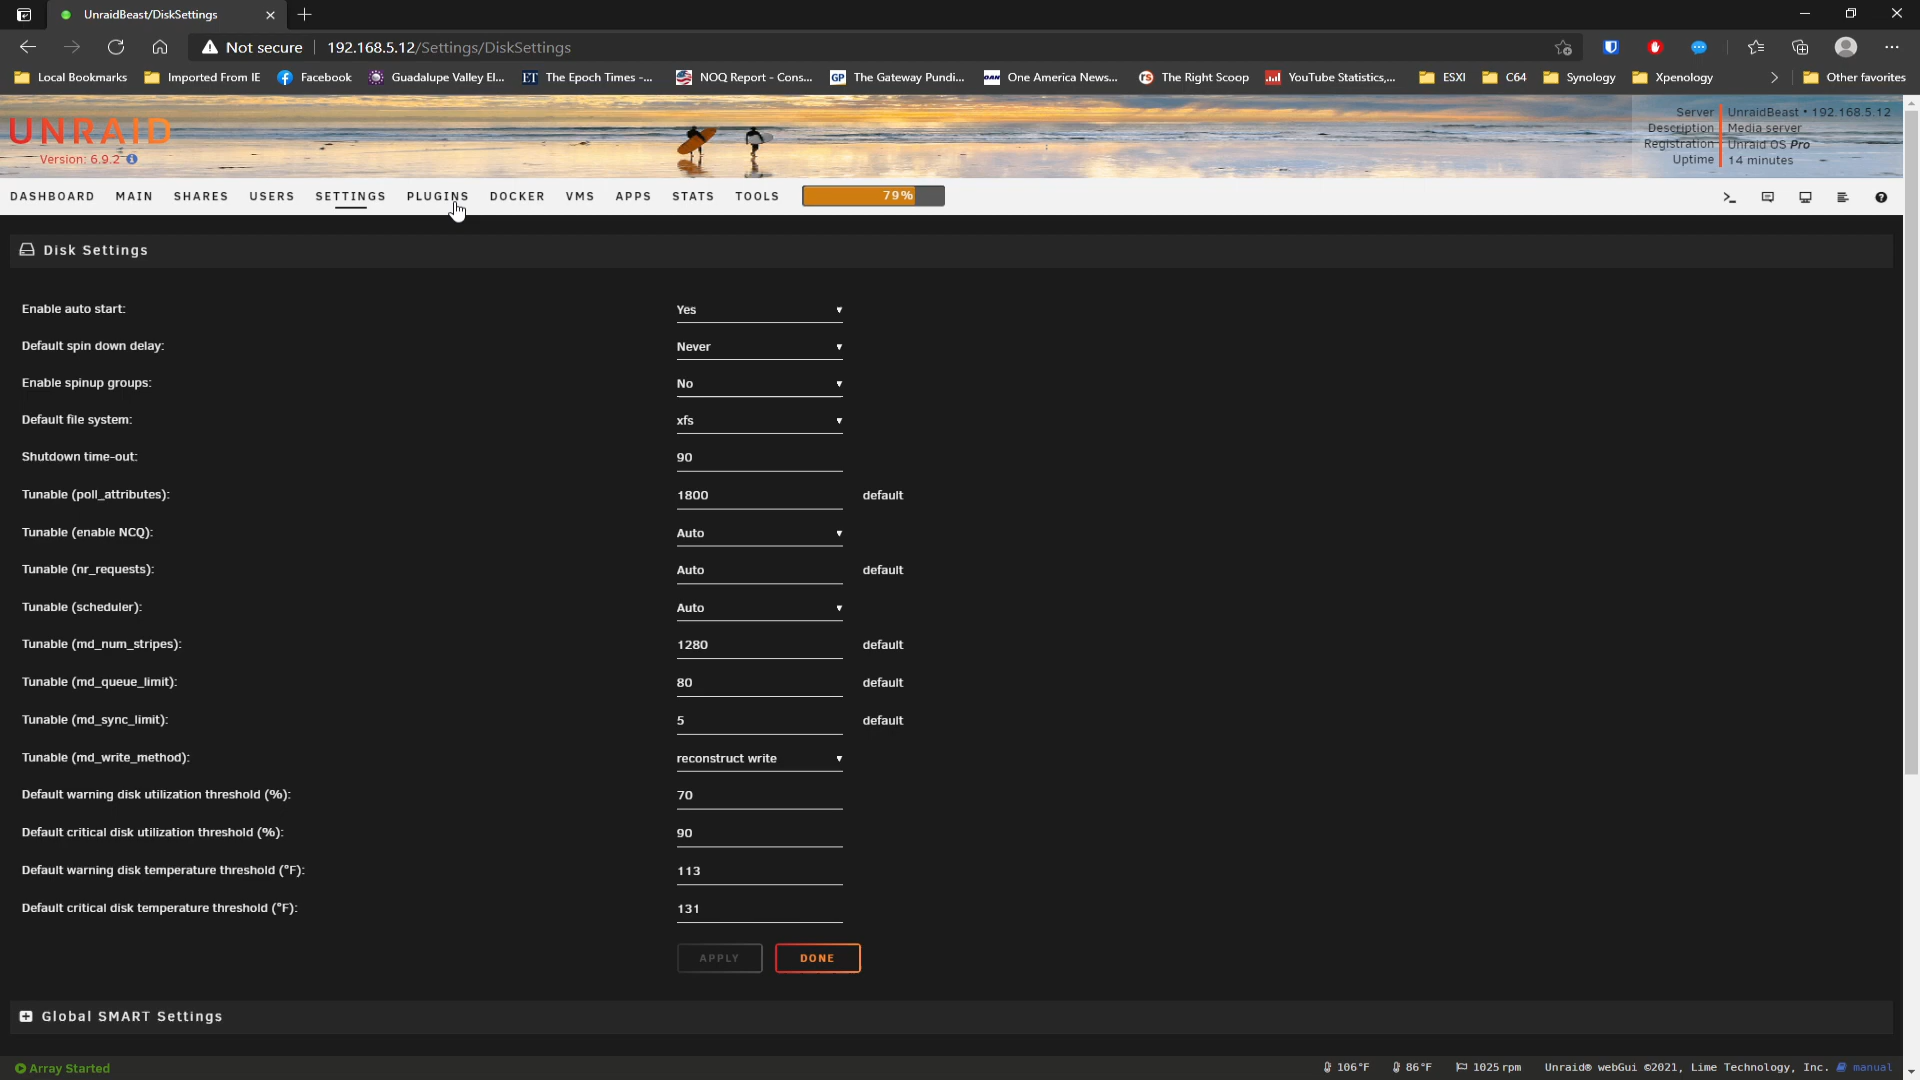 UnraidBeast/DiskSettings
Not secure 192.168.5.12/Settings/DiskSettings
Local Bookmarks Imported From IE Facebook Guadalupe Valley El... ET The Epoch Times -... NOQ Report - Cons... GP The Gateway Pundi... OAN One America News... The Right Scoop YouTube Statistics,... ESXI C64 Synology Xpenology Other favorites
UNRAID
Version: 6.9.2
Server UnraidBeast • 192.168.5.12
Description Media server
Registration Unraid OS Pro
Uptime 14 minutes
DASHBOARD MAIN SHARES USERS SETTINGS PLUGINS DOCKER VMS APPS STATS TOOLS 79%
Disk Settings
Enable auto start: Yes
Default spin down delay: Never
Enable spinup groups: No
Default file system: xfs
Shutdown time-out: 90
Tunable (poll_attributes): 1800 default
Tunable (enable NCQ): Auto
Tunable (nr_requests): Auto default
Tunable (scheduler): Auto
Tunable (md_num_stripes): 1280 default
Tunable (md_queue_limit): 80 default
Tunable (md_sync_limit): 5 default
Tunable (md_write_method): reconstruct write
Default warning disk utilization threshold (%): 70
Default critical disk utilization threshold (%): 90
Default warning disk temperature threshold (°F): 113
Default critical disk temperature threshold (°F): 131
APPLY DONE
Global SMART Settings
Array Started 106°F 86°F 1025 rpm Unraid® webGui ©2021, Lime Technology, Inc. manual